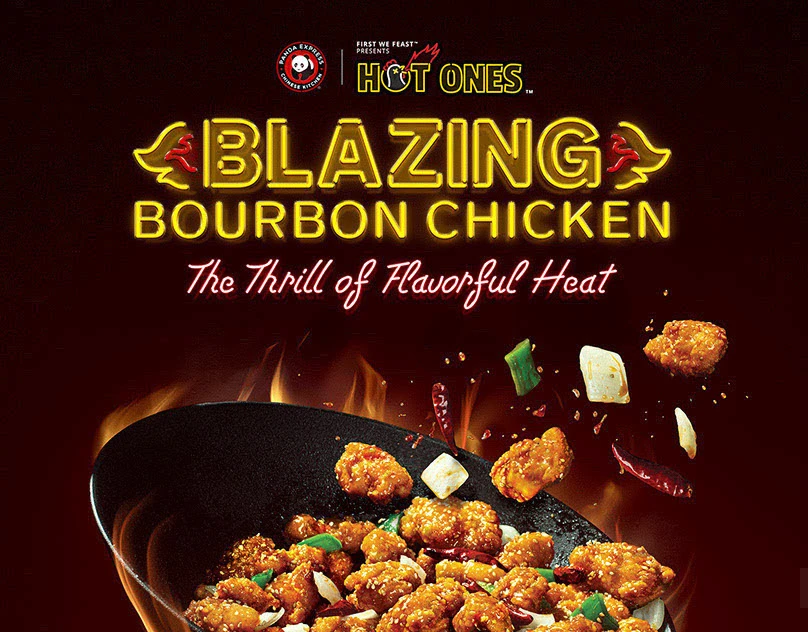 PANDA EXPRESS
CHINESE KITCHEN
FIRST WE FEAST™
PRESENTS
HOT ONES™
BLAZING
BOURBON CHICKEN
The Thrill of Flavorful Heat